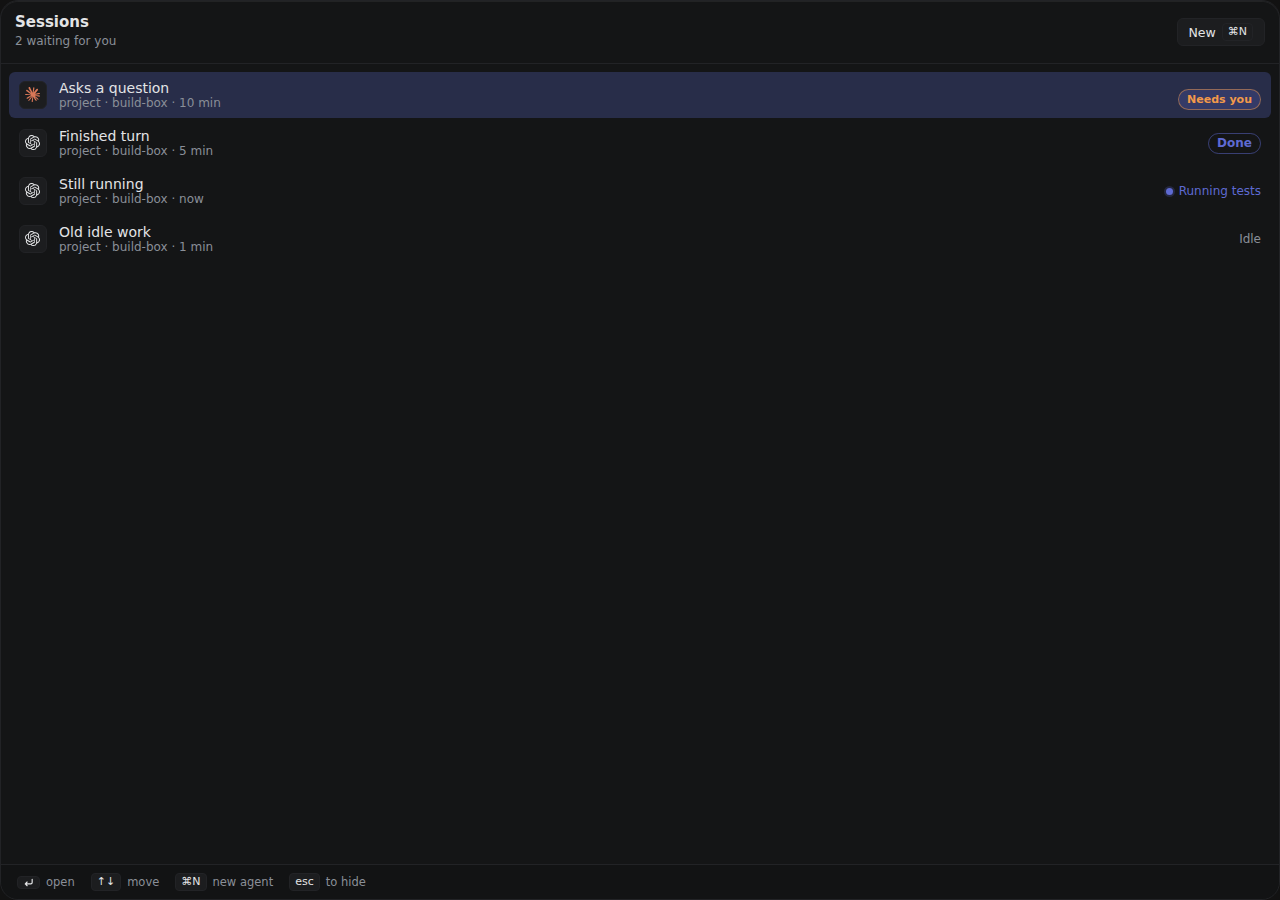 Sessions
2 waiting for you
New ⌘N
Asks a question
project · build-box · 10 min
Needs you
Finished turn
project · build-box · 5 min
Done
Still running
project · build-box · now
Running tests
Old idle work
project · build-box · 1 min
Idle
↵ open ↑↓ move ⌘N new agent esc to hide